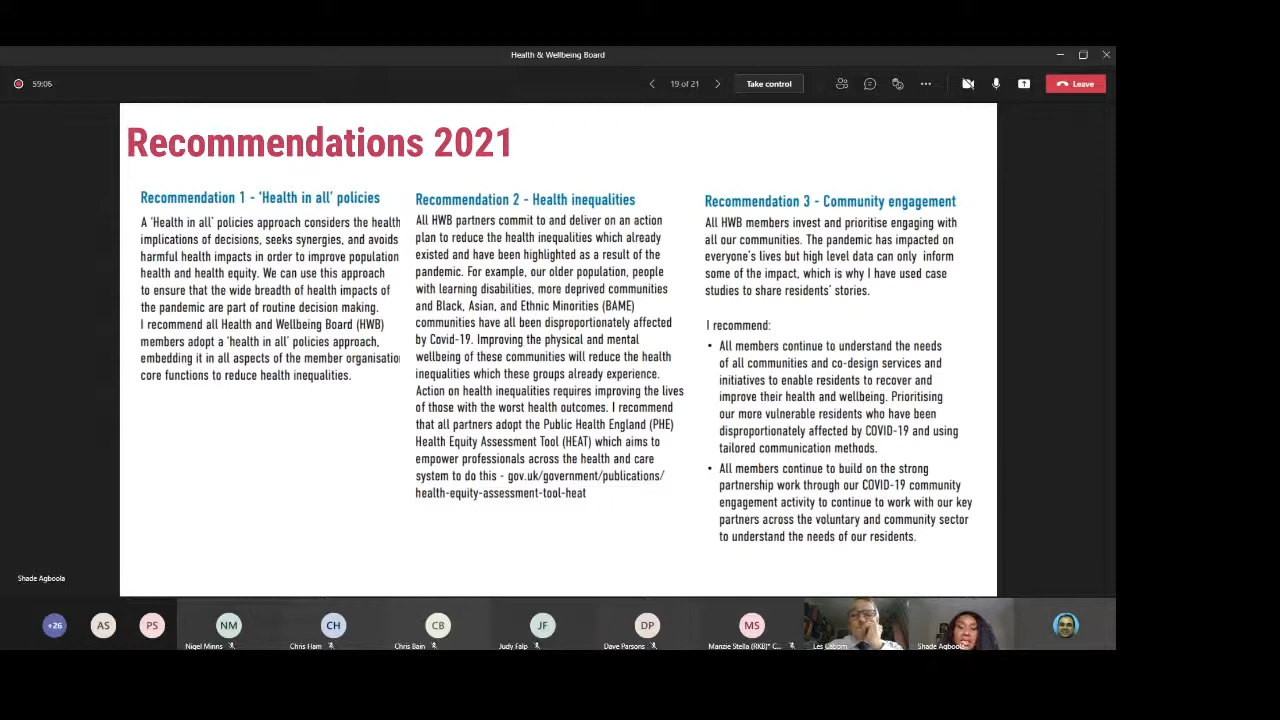 Health & Wellbeing Board
59:06
19 of 21
Take control
Leave
Recommendations 2021
Recommendation 1 - ‘Health in all’ policies
A ‘Health in all’ policies approach considers the health
implications of decisions, seeks synergies, and avoids
harmful health impacts in order to improve population
health and health equity. We can use this approach
to ensure that the wide breadth of health impacts of
the pandemic are part of routine decision making.
I recommend all Health and Wellbeing Board (HWB)
members adopt a ‘health in all’ policies approach,
embedding it in all aspects of the member organisation
core functions to reduce health inequalities.
Recommendation 2 - Health inequalities
All HWB partners commit to and deliver on an action
plan to reduce the health inequalities which already
existed and have been highlighted as a result of the
pandemic. For example, our older population, people
with learning disabilities, more deprived communities
and Black, Asian, and Ethnic Minorities (BAME)
communities have all been disproportionately affected
by Covid-19. Improving the physical and mental
wellbeing of these communities will reduce the health
inequalities which these groups already experience.
Action on health inequalities requires improving the lives
of those with the worst health outcomes. I recommend
that all partners adopt the Public Health England (PHE)
Health Equity Assessment Tool (HEAT) which aims to
empower professionals across the health and care
system to do this - gov.uk/government/publications/
health-equity-assessment-tool-heat
Recommendation 3 - Community engagement
All HWB members invest and prioritise engaging with
all our communities. The pandemic has impacted on
everyone’s lives but high level data can only inform
some of the impact, which is why I have used case
studies to share residents’ stories.
I recommend:
• All members continue to understand the needs
of all communities and co-design services and
initiatives to enable residents to recover and
improve their health and wellbeing. Prioritising
our more vulnerable residents who have been
disproportionately affected by COVID-19 and using
tailored communication methods.
• All members continue to build on the strong
partnership work through our COVID-19 community
engagement activity to continue to work with our key
partners across the voluntary and community sector
to understand the needs of our residents.
Shade Agboola
+26
AS
PS
NM
CH
CB
JF
DP
MS
Nigel Minns
Chris Ham
Chris Bain
Judy Falp
Dave Parsons
Manzie Stella (RKB)* C...
Les Caborn
Shade Agboola